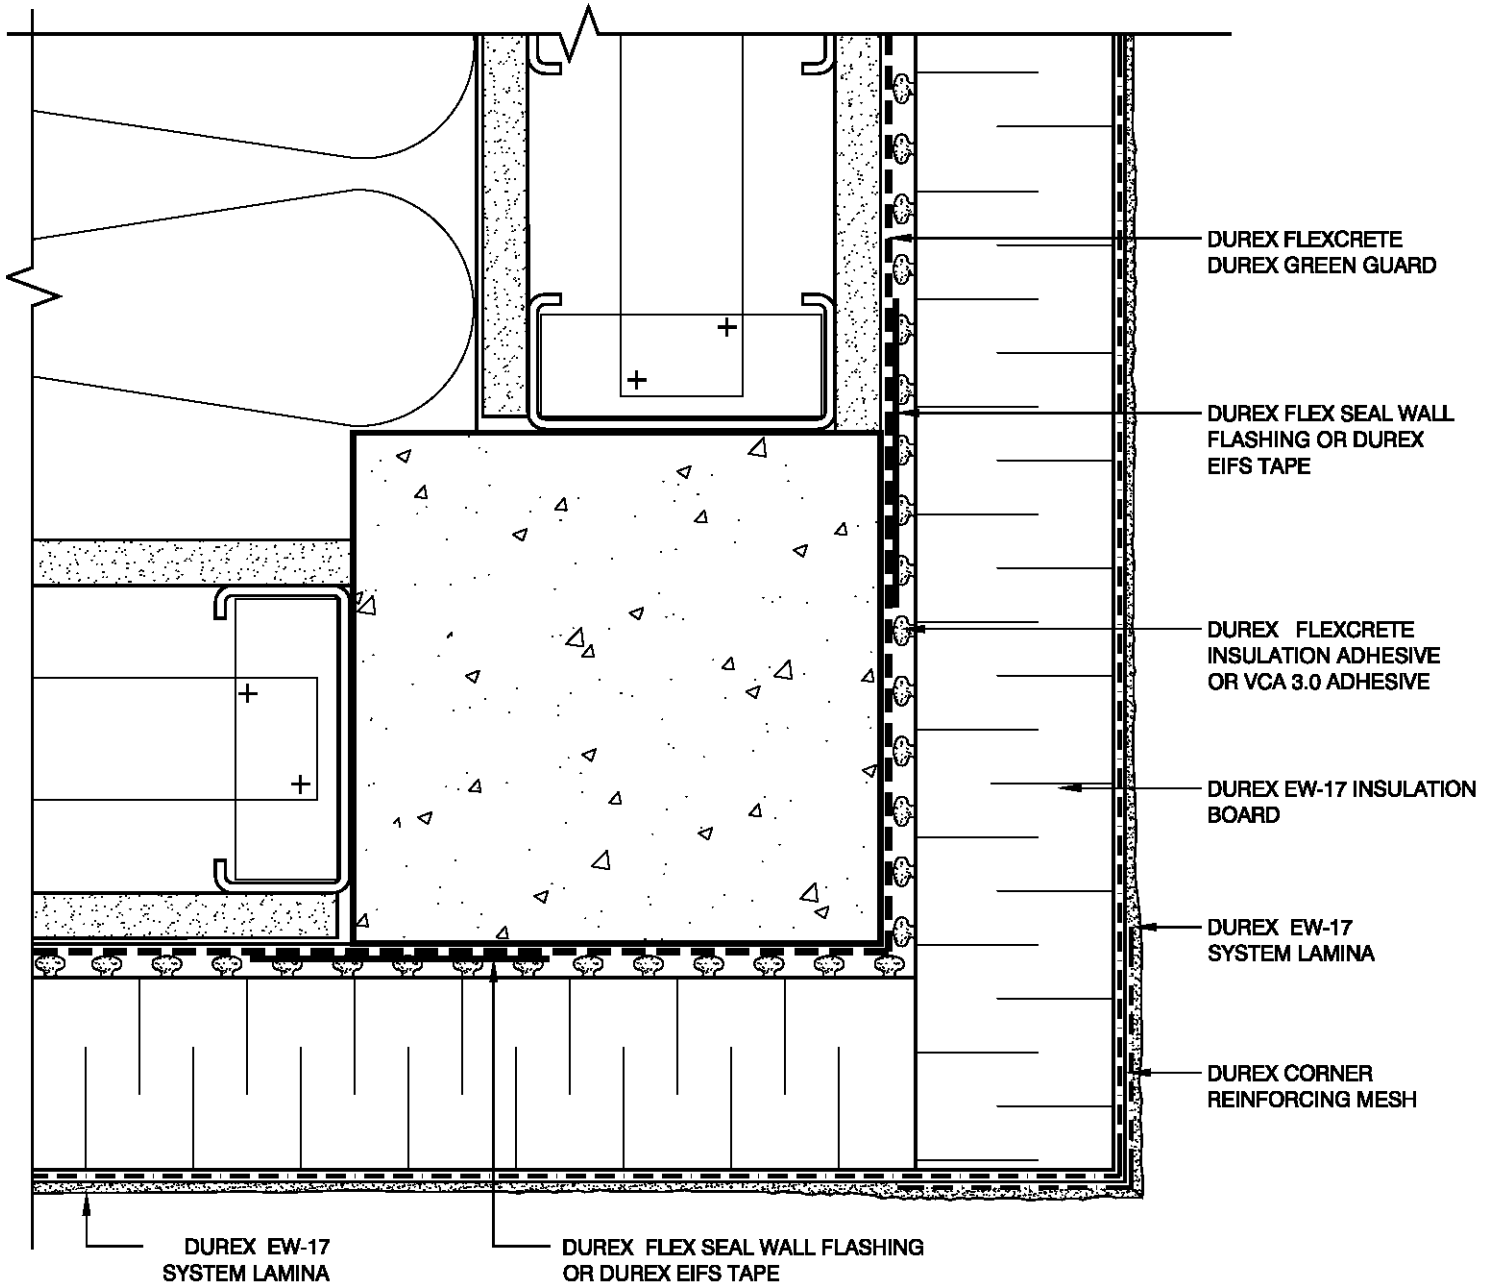 DUREX FLEXCRETE
DUREX GREEN GUARD
DUREX FLEX SEAL WALL
FLASHING OR DUREX
EIFS TAPE
DUREX FLEXCRETE
INSULATION ADHESIVE
OR VCA 3.0 ADHESIVE
DUREX EW-17 INSULATION
BOARD
DUREX EW-17
SYSTEM LAMINA
DUREX CORNER
REINFORCING MESH
DUREX EW-17
SYSTEM LAMINA
DUREX FLEX SEAL WALL FLASHING
OR DUREX EIFS TAPE